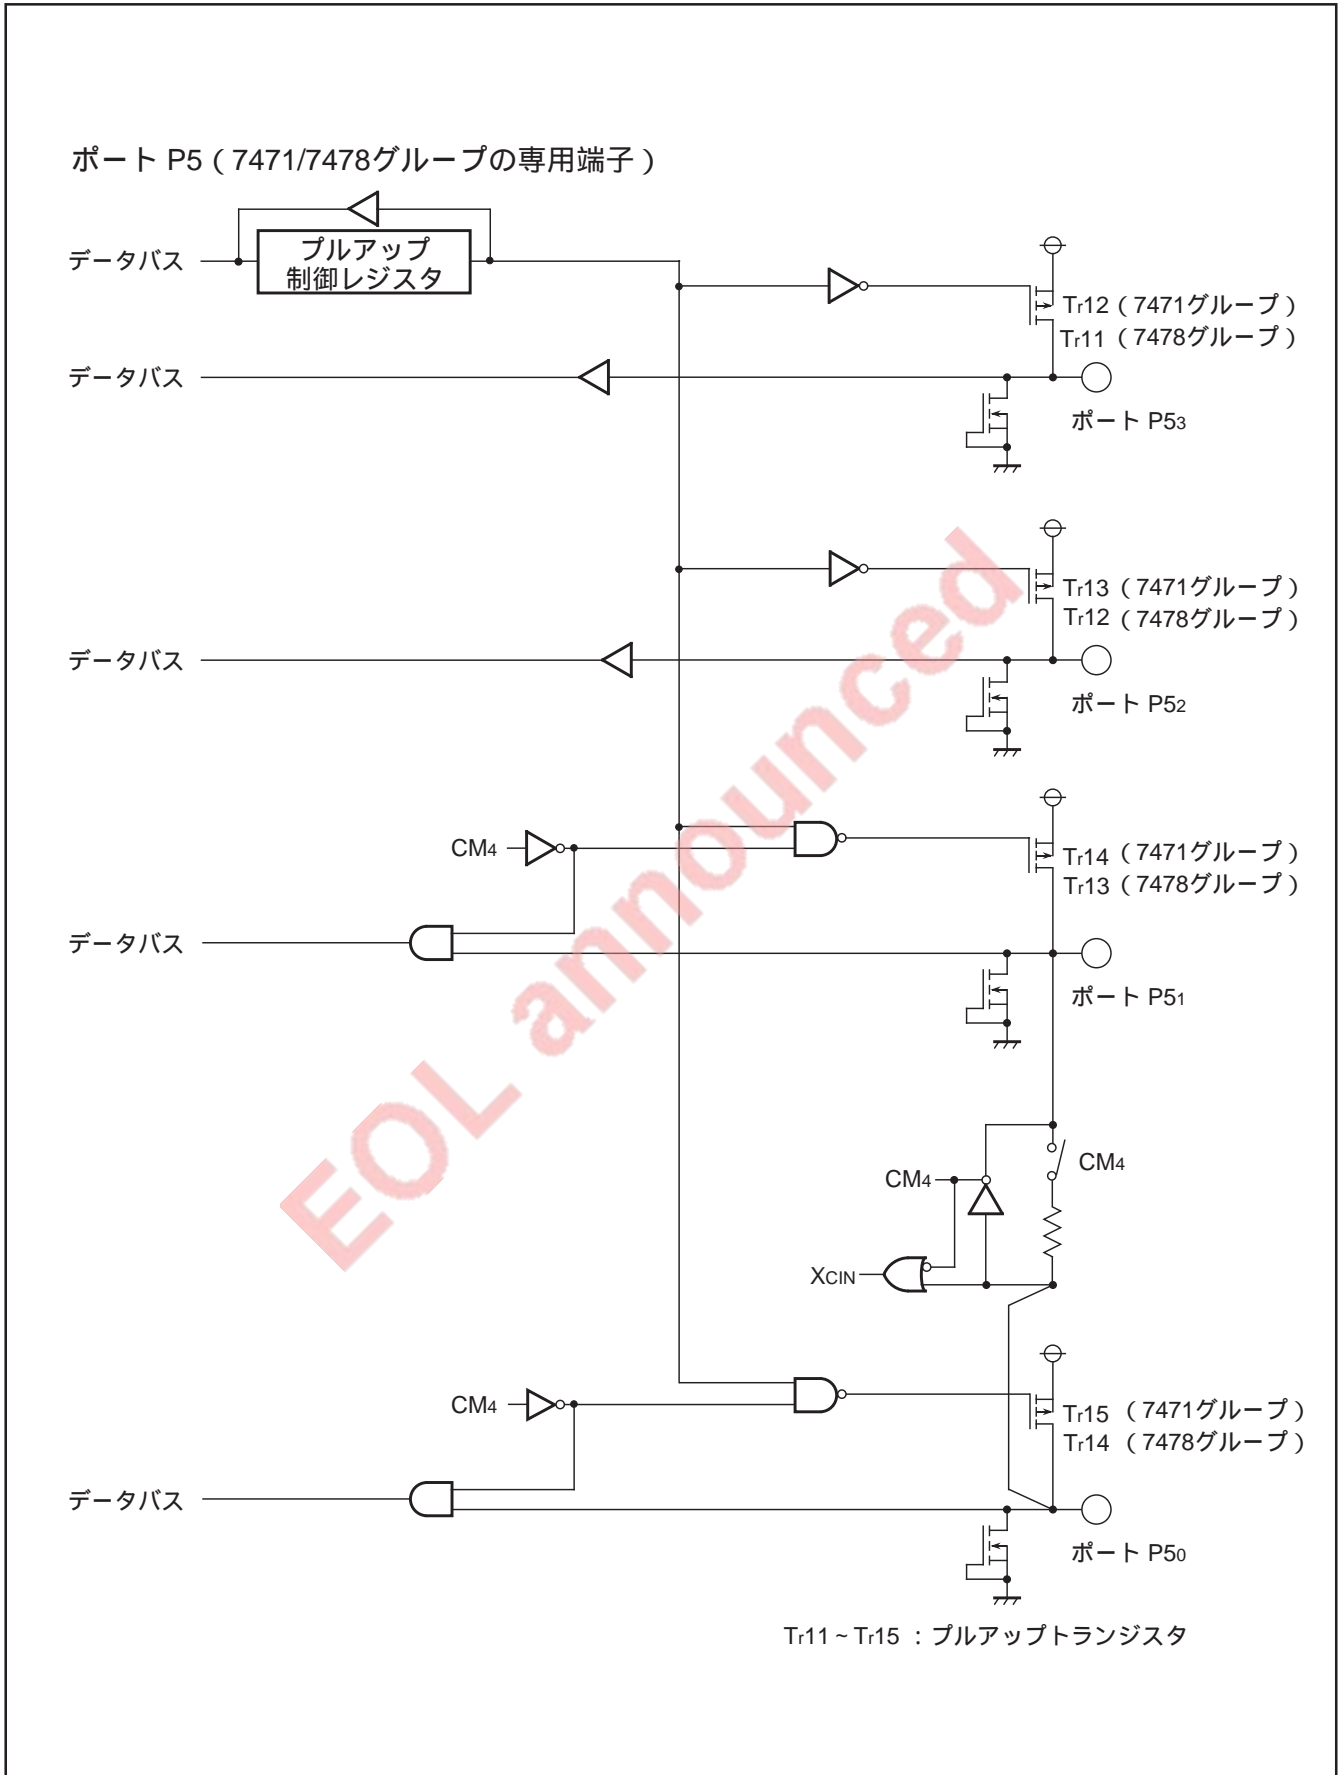 ポート P5（7471/7478グループの専用端子）
データバス
プルアップ
制御レジスタ
Tr12（7471グループ）
Tr11（7478グループ）
データバス
ポート P53
Tr13（7471グループ）
Tr12（7478グループ）
データバス
ポート P52
CM4
Tr14（7471グループ）
Tr13（7478グループ）
データバス
ポート P51
CM4
CM4
XCIN
CM4
Tr15（7471グループ）
Tr14（7478グループ）
データバス
ポート P50
Tr11 ~ Tr15 ：プルアップトランジスタ
EOL announced